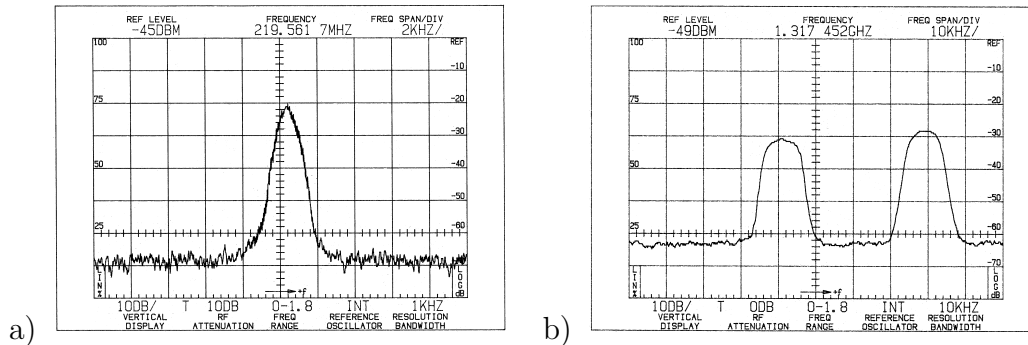 REF LEVEL FREQUENCY FREQ SPAN/DIV
-45DBM 219.561 7MHZ 2KHZ/
100 REF
-10
75 -20
-30
50 -40
-50
25 -60
LIN% LOG dB
+f
10DB/ T 10DB 0-1.8 INT 1KHZ
VERTICAL DISPLAY RF ATTENUATION FREQ RANGE REFERENCE OSCILLATOR RESOLUTION BANDWIDTH
a)
REF LEVEL FREQUENCY FREQ SPAN/DIV
-49DBM 1.317 452GHZ 10KHZ/
100 REF
-10
75 -20
-30
50 -40
-50
25 -60
-70
LIN% LOG dB
+f
10DB/ T 0DB 0-1.8 INT 10KHZ
VERTICAL DISPLAY RF ATTENUATION FREQ RANGE REFERENCE OSCILLATOR RESOLUTION BANDWIDTH
b)